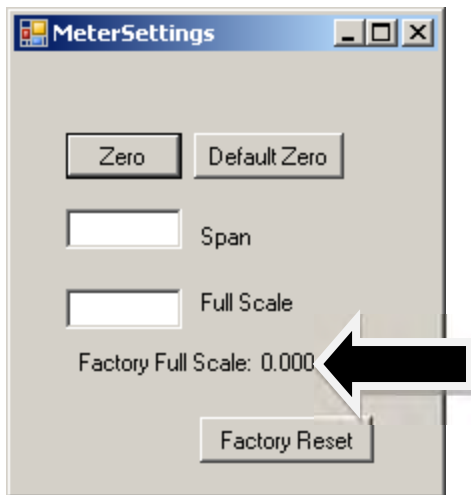 MeterSettings
Zero Default Zero
Span
Full Scale
Factory Full Scale: 0.000
Factory Reset